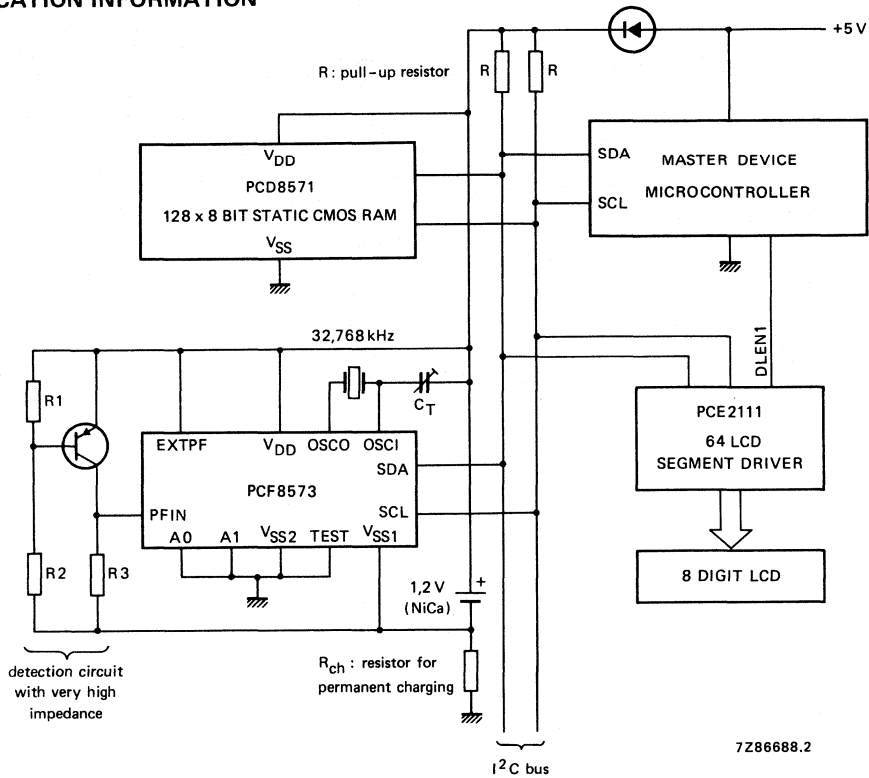 CATION INFORMATION
+5 V
R : pull-up resistor
R
R
VDD
PCD8571
128 x 8 BIT STATIC CMOS RAM
VSS
SDA
SCL
MASTER DEVICE
MICROCONTROLLER
DLEN1
32,768 kHz
R1
CT
EXTPF
VDD
OSCO
OSCI
SDA
PCF8573
PFIN
SCL
A0
A1
VSS2
TEST
VSS1
R2
R3
PCE2111
64 LCD
SEGMENT DRIVER
8 DIGIT LCD
1,2 V
(NiCa)
+
detection circuit
with very high
impedance
Rch : resistor for
permanent charging
I2C bus
7Z86688.2